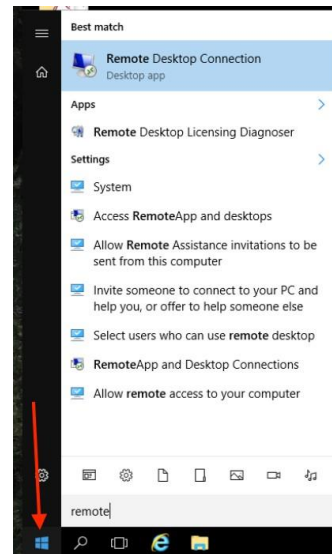 Best match
Remote Desktop Connection
Desktop app
Apps
Remote Desktop Licensing Diagnoser
Settings
System
Access RemoteApp and desktops
Allow Remote Assistance invitations to be
sent from this computer
Invite someone to connect to your PC and
help you, or offer to help someone else
Select users who can use remote desktop
RemoteApp and Desktop Connections
Allow remote access to your computer
remote